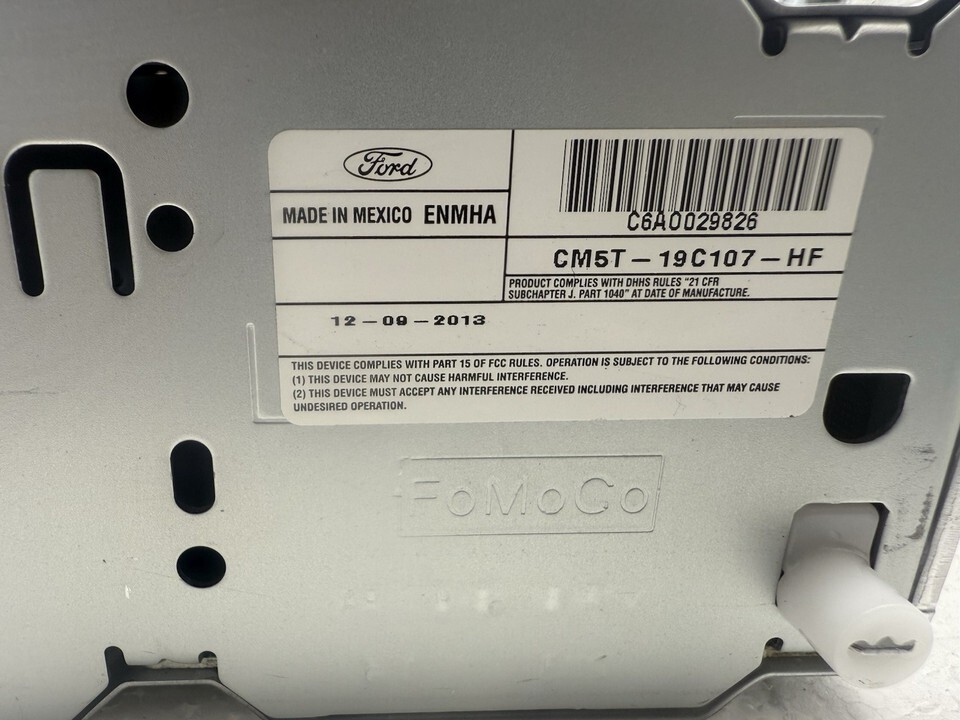 Ford
MADE IN MEXICO ENMHA
C6A0029826
CM5T-19C107-HF
PRODUCT COMPLIES WITH DHHS RULES "21 CFR
SUBCHAPTER J. PART 1040" AT DATE OF MANUFACTURE.
12-09-2013
THIS DEVICE COMPLIES WITH PART 15 OF FCC RULES. OPERATION IS SUBJECT TO THE FOLLOWING CONDITIONS:
(1) THIS DEVICE MAY NOT CAUSE HARMFUL INTERFERENCE.
(2) THIS DEVICE MUST ACCEPT ANY INTERFERENCE RECEIVED INCLUDING INTERFERENCE THAT MAY CAUSE
UNDESIRED OPERATION.
FoMoCo